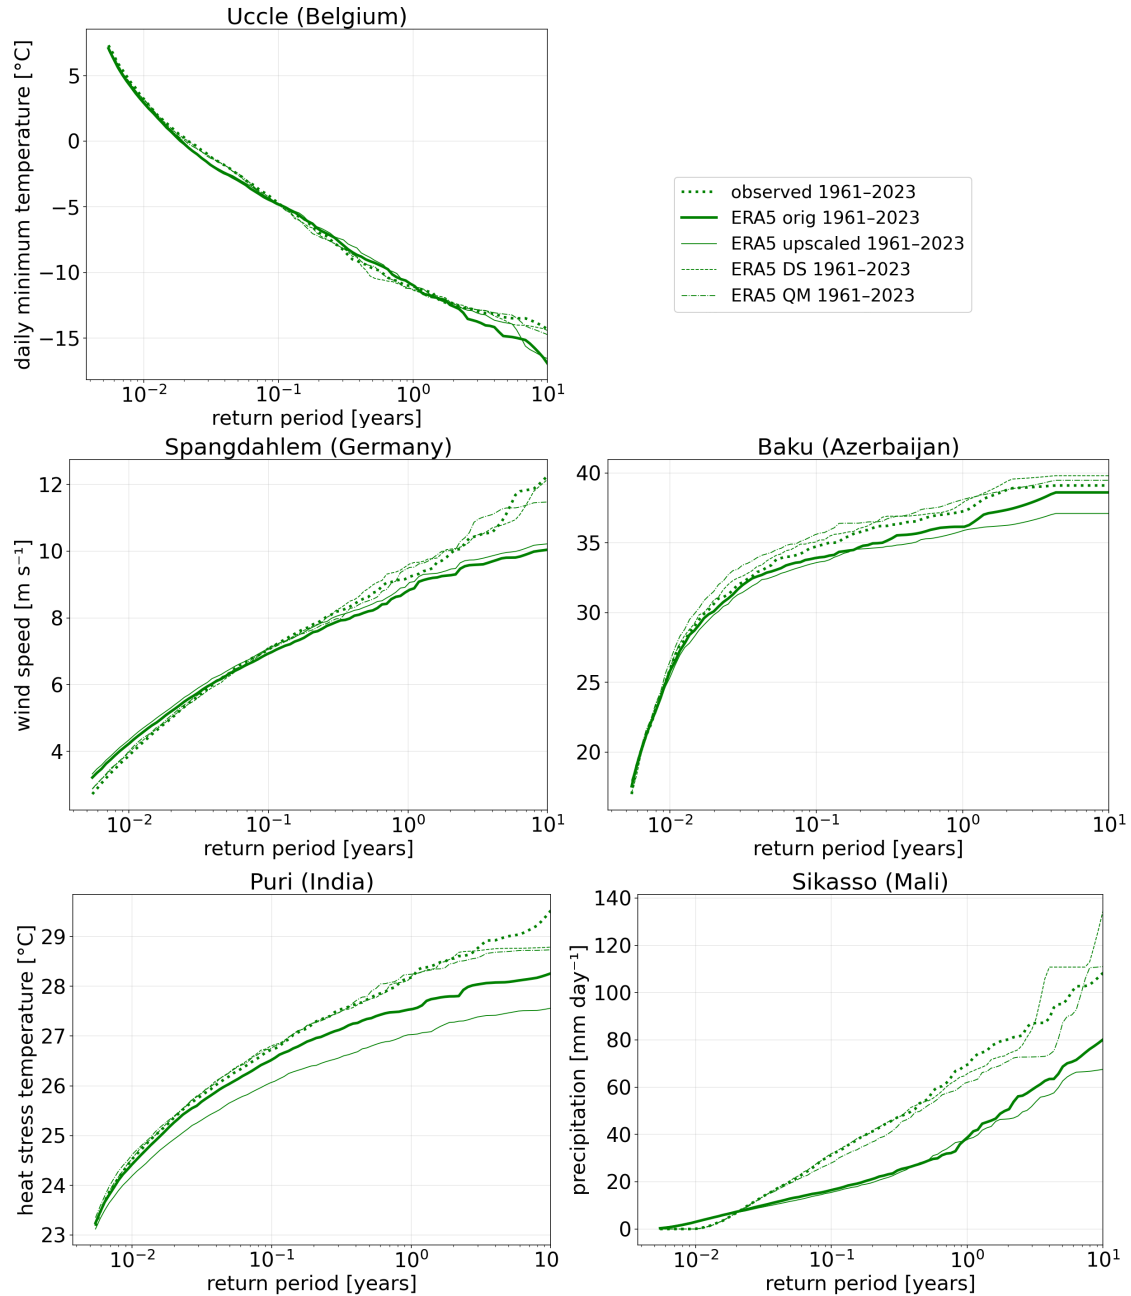 Uccle (Belgium)
daily minimum temperature [°C]
5
0
−5
−10
−15
10⁻² 10⁻¹ 10⁰ 10¹
return period [years]
observed 1961–2023
ERA5 orig 1961–2023
ERA5 upscaled 1961–2023
ERA5 DS 1961–2023
ERA5 QM 1961–2023
Spangdahlem (Germany)
wind speed [m s⁻¹]
12
10
8
6
4
10⁻² 10⁻¹ 10⁰ 10¹
return period [years]
Baku (Azerbaijan)
40
35
30
25
20
10⁻² 10⁻¹ 10⁰ 10¹
return period [years]
Puri (India)
heat stress temperature [°C]
29
28
27
26
25
24
23
10⁻² 10⁻¹ 10⁰ 10
return period [years]
Sikasso (Mali)
precipitation [mm day⁻¹]
140
120
100
80
60
40
20
0
10⁻² 10⁻¹ 10⁰ 10¹
return period [years]